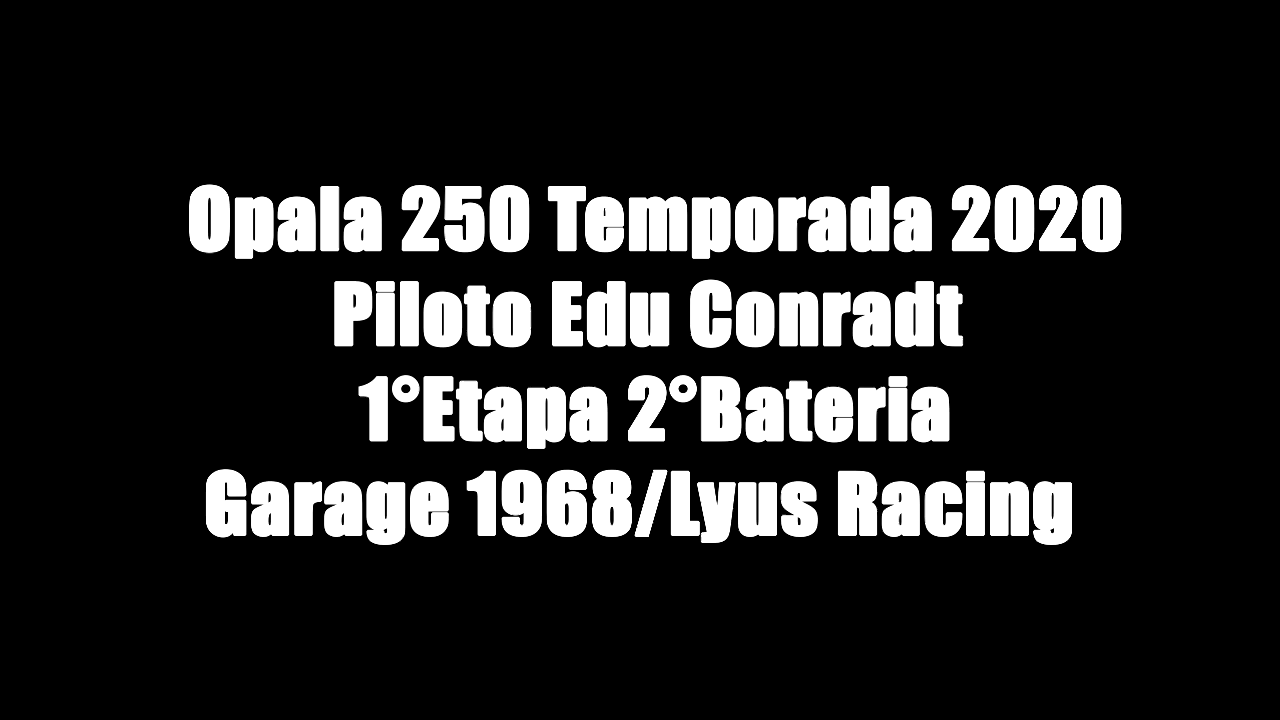 Opala 250 Temporada 2020
Piloto Edu Conradt
1°Etapa 2°Bateria
Garage 1968/Lyus Racing